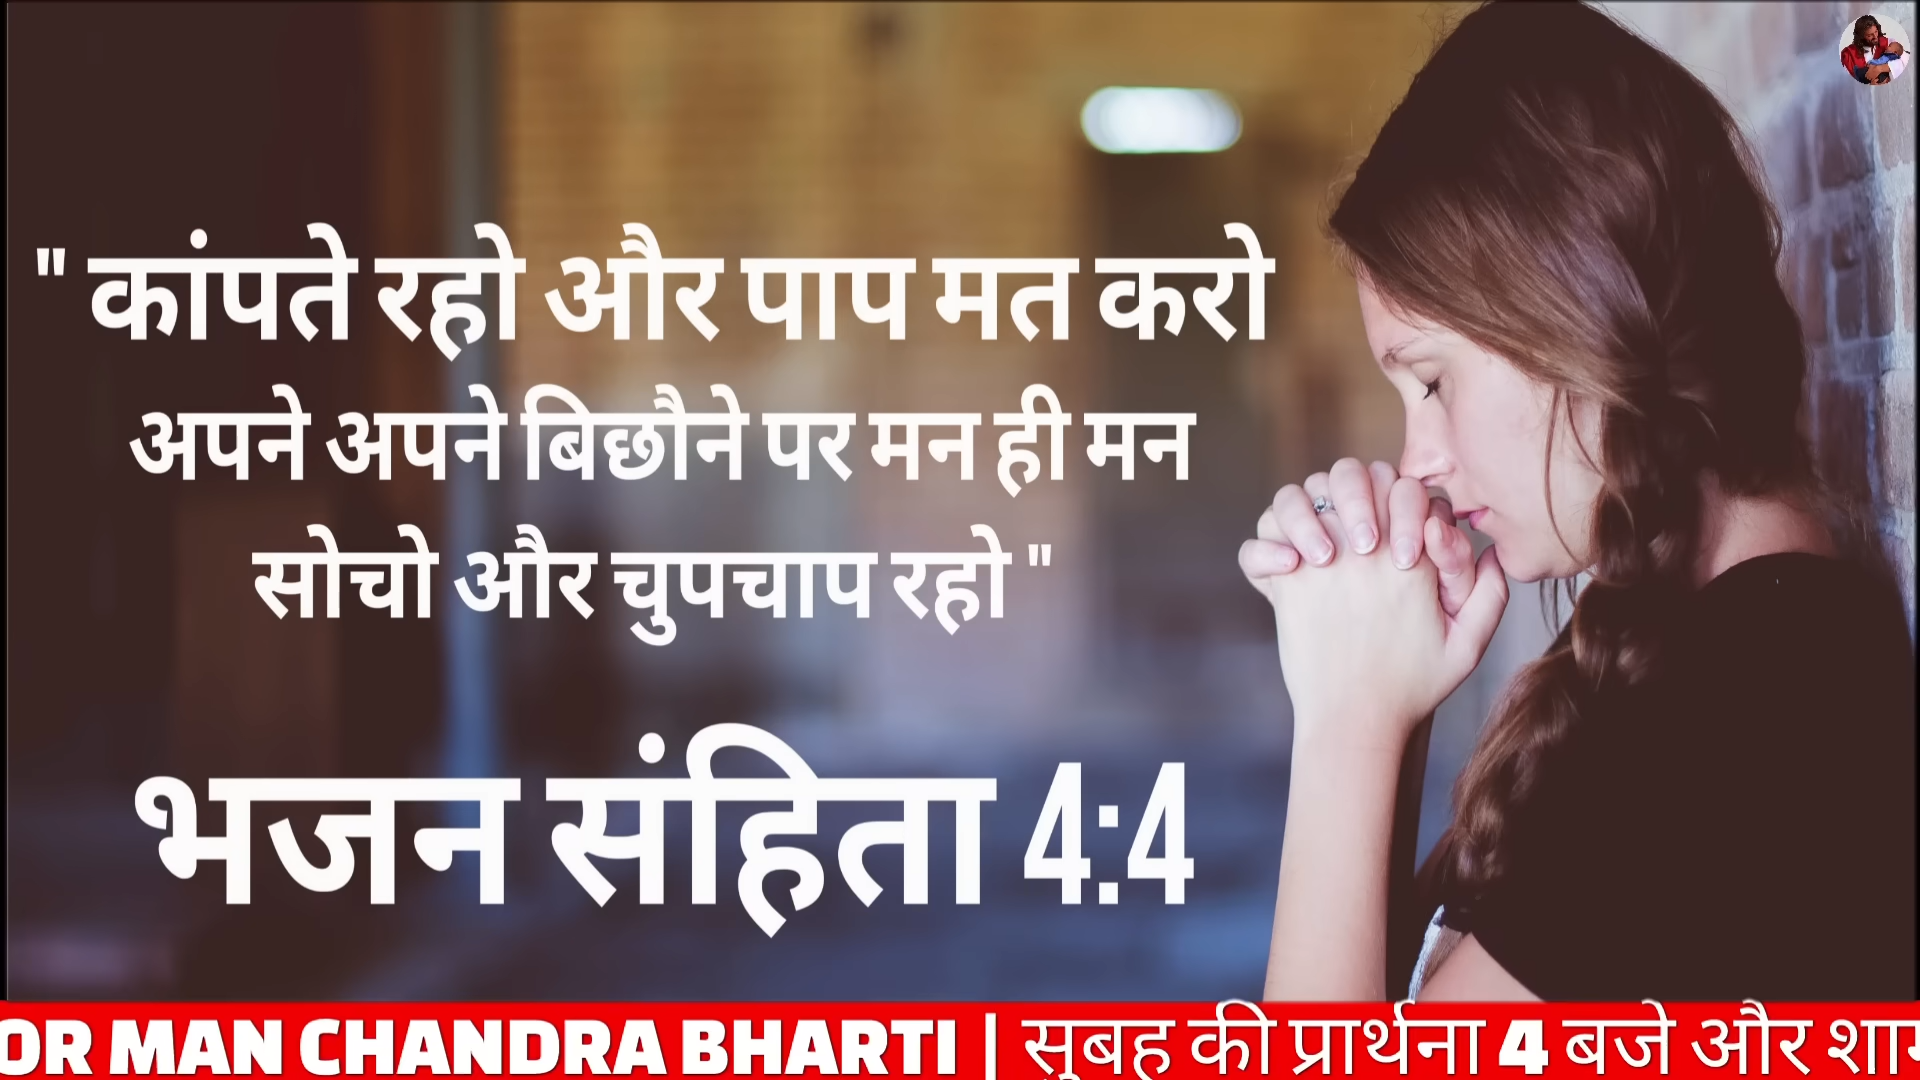 " कांपते रहो और पाप मत करो
अपने अपने बिछौने पर मन ही मन
सोचो और चुपचाप रहो "
भजन संहिता 4:4
OR MAN CHANDRA BHARTI | सुबह की प्रार्थना 4 बजे और